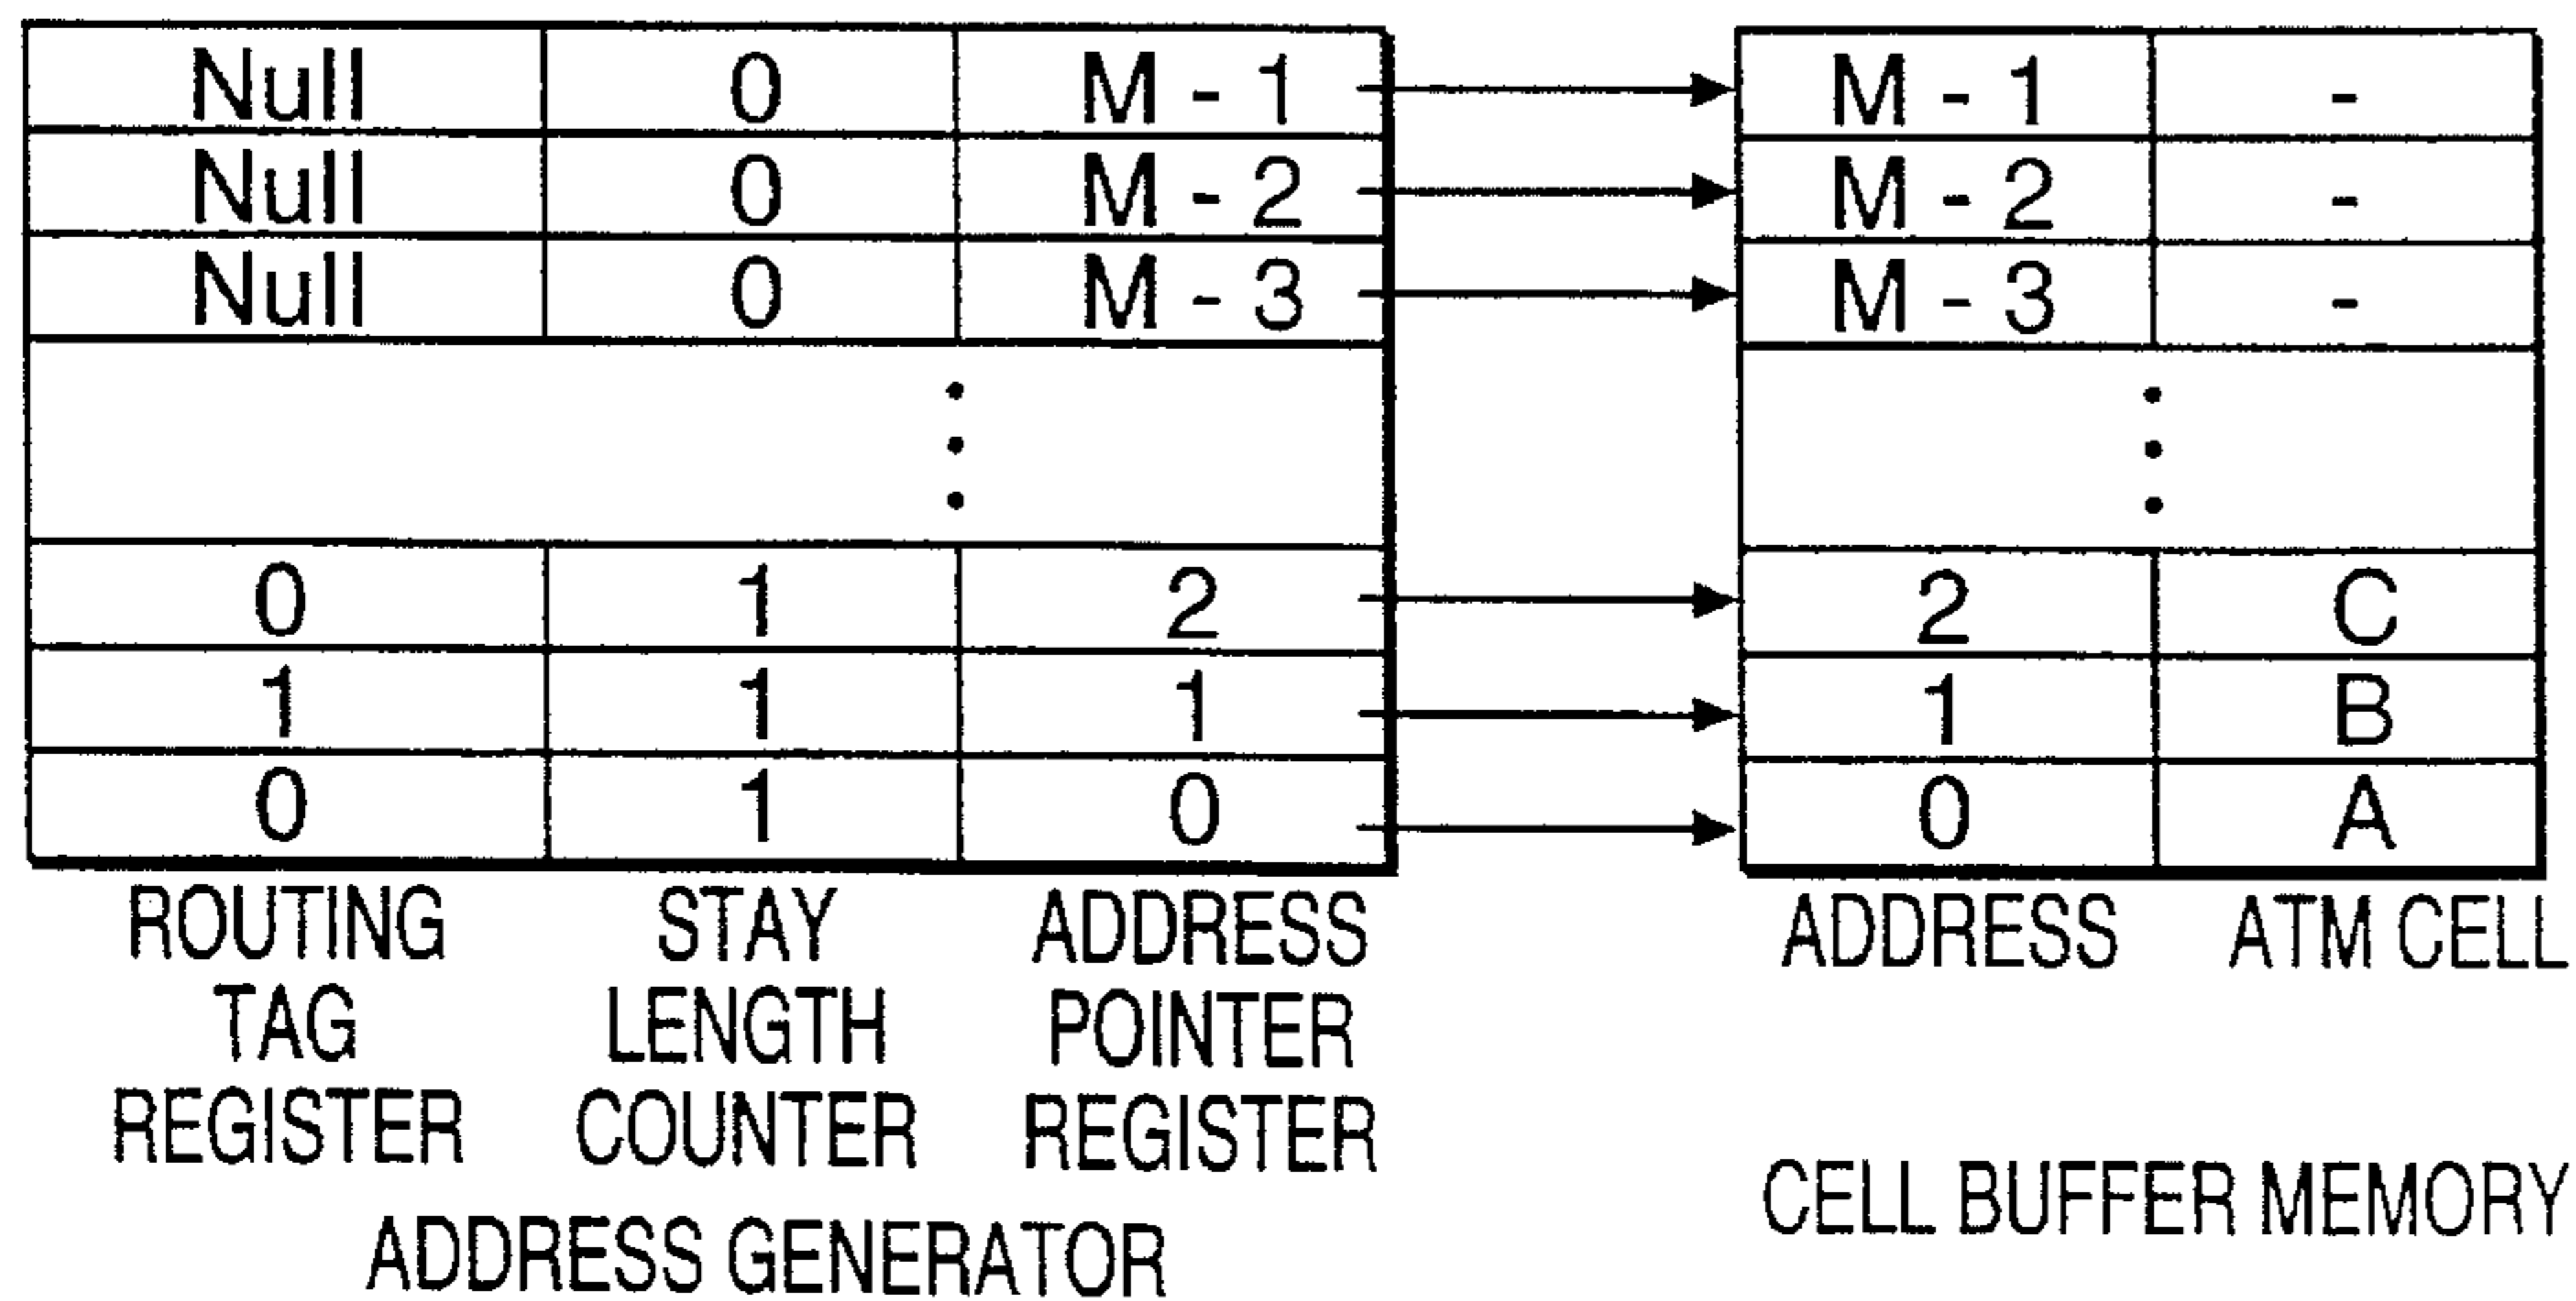 Null 0 M - 1 M - 1 -
Null 0 M - 2 M - 2 -
Null 0 M - 3 M - 3 -
0 1 2 2 C
1 1 1 1 B
0 1 0 0 A
ROUTING TAG REGISTER
STAY LENGTH COUNTER
ADDRESS POINTER REGISTER
ADDRESS GENERATOR
ADDRESS
ATM CELL
CELL BUFFER MEMORY